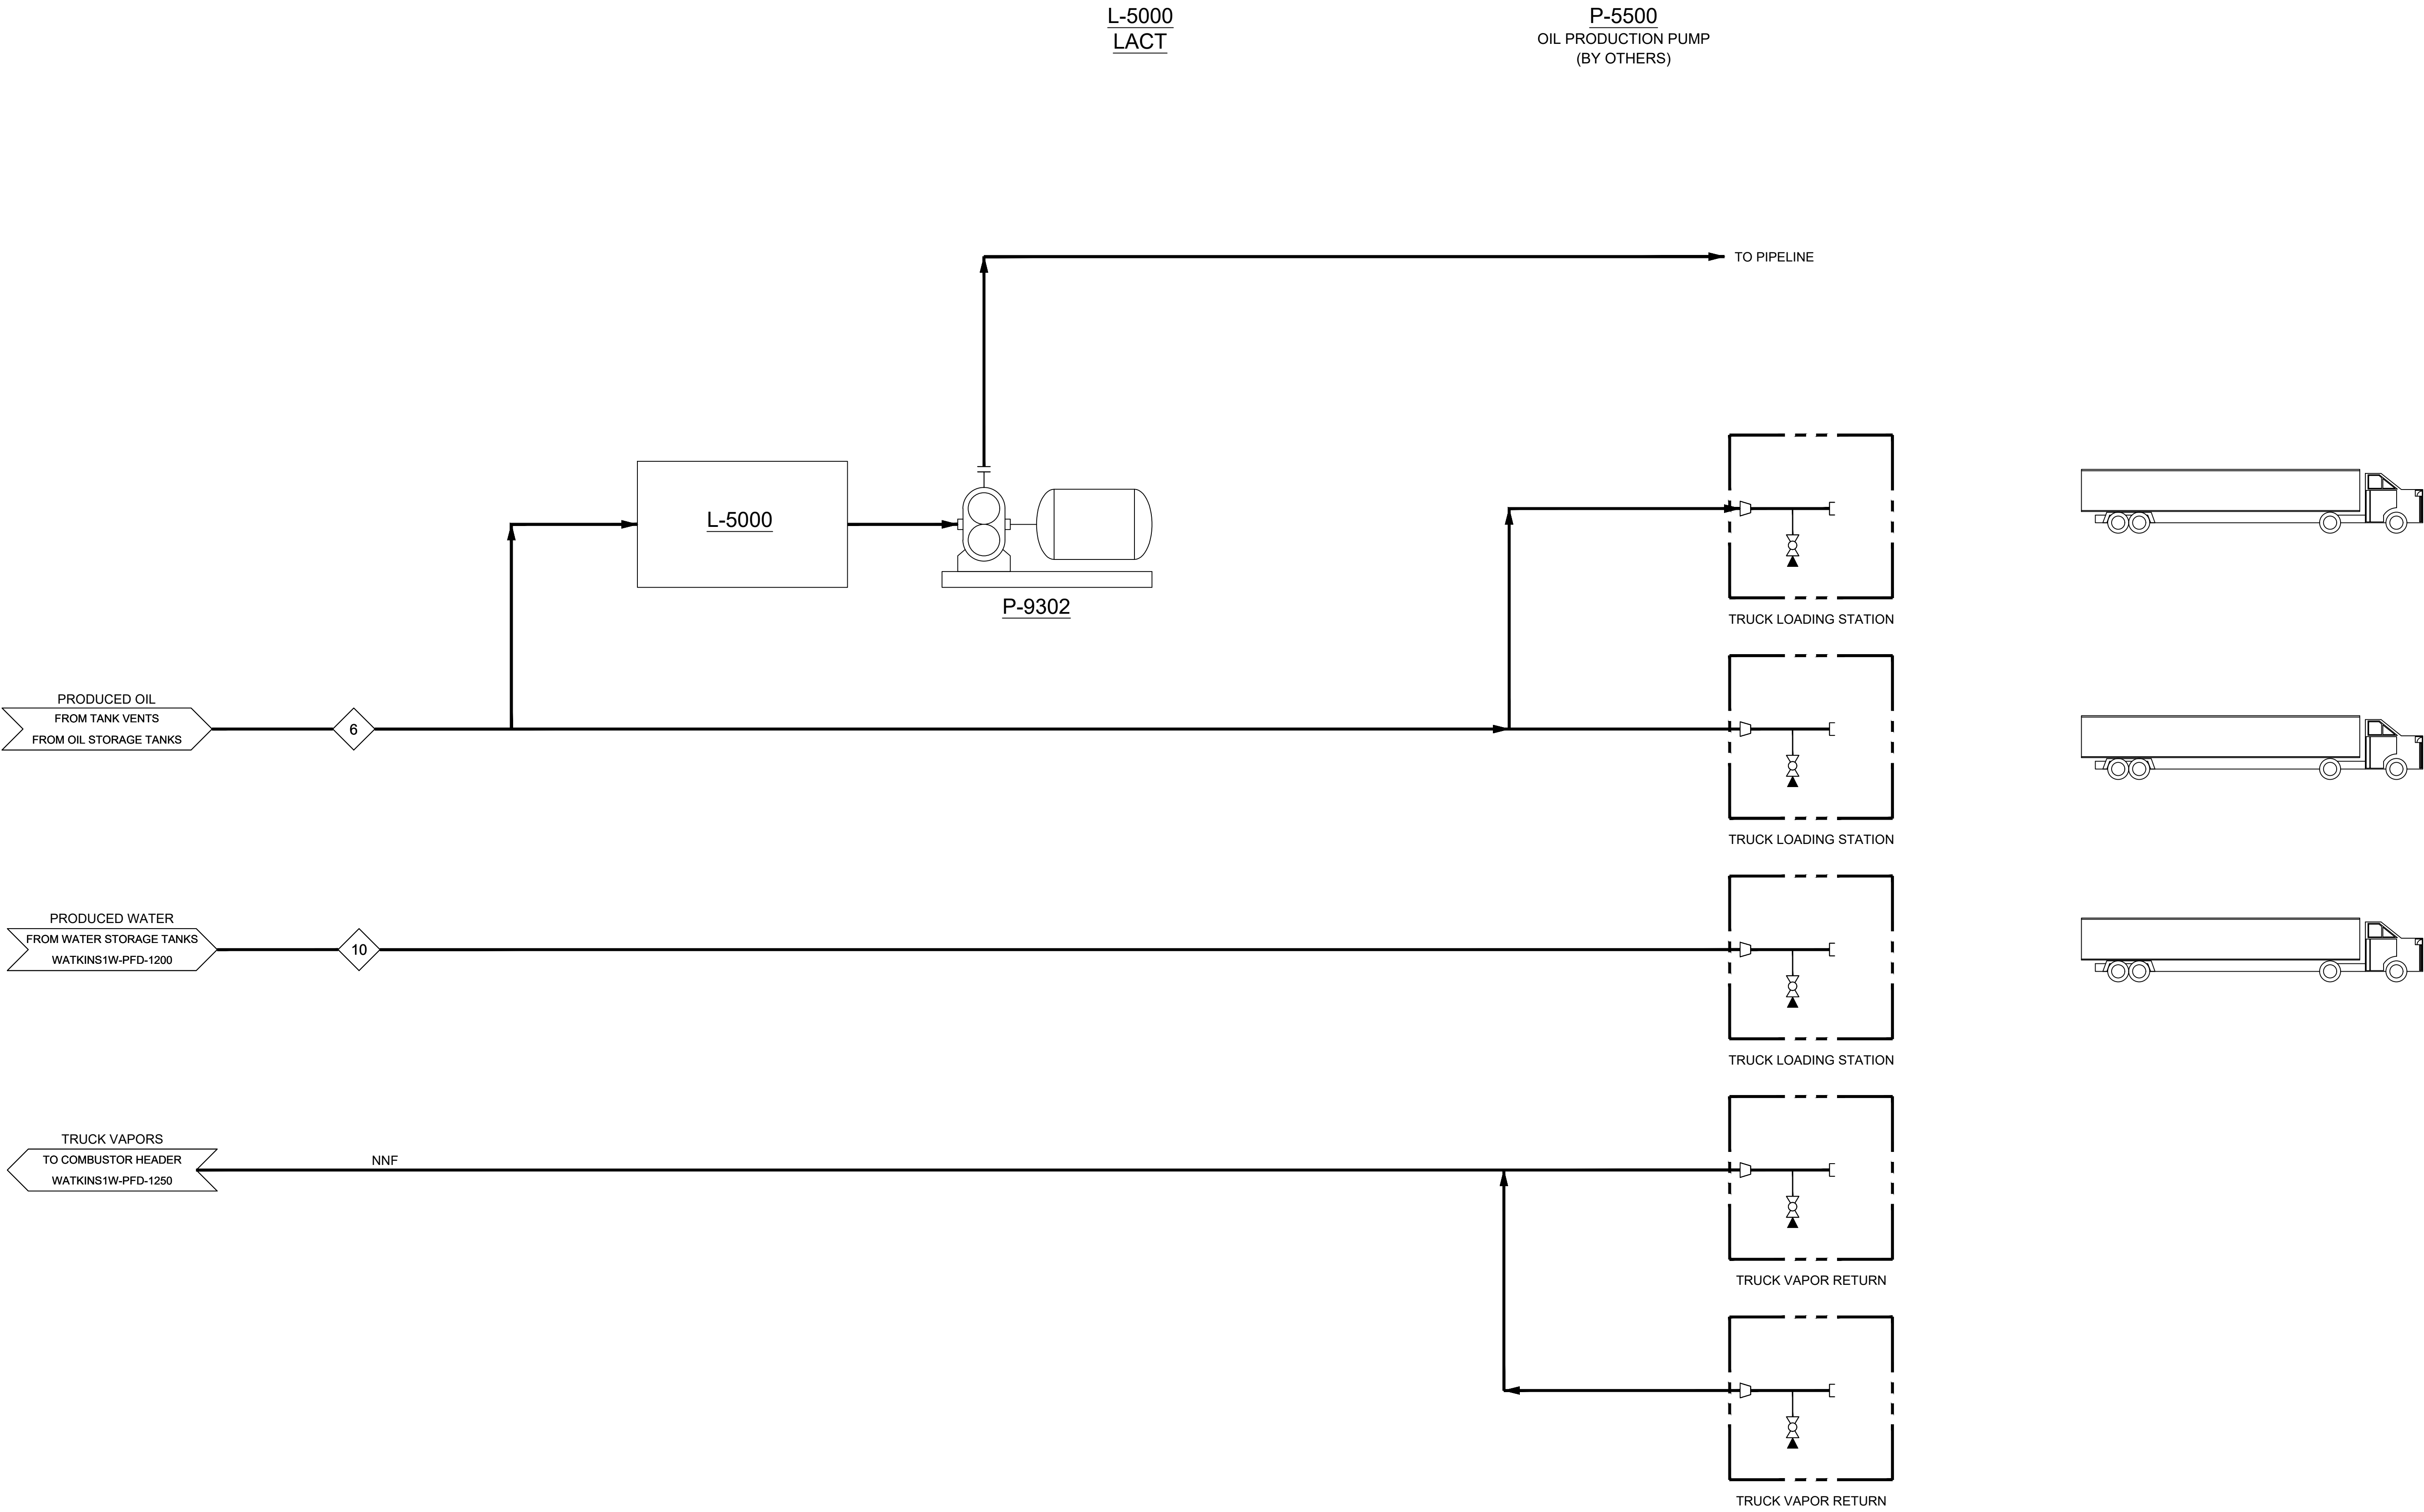 L-5000
LACT
P-5500
OIL PRODUCTION PUMP
(BY OTHERS)
TO PIPELINE
L-5000
P-9302
TRUCK LOADING STATION
PRODUCED OIL
FROM TANK VENTS
FROM OIL STORAGE TANKS
6
TRUCK LOADING STATION
PRODUCED WATER
FROM WATER STORAGE TANKS
WATKINS1W-PFD-1200
10
TRUCK LOADING STATION
TRUCK VAPORS
TO COMBUSTOR HEADER
WATKINS1W-PFD-1250
NNF
TRUCK VAPOR RETURN
TRUCK VAPOR RETURN